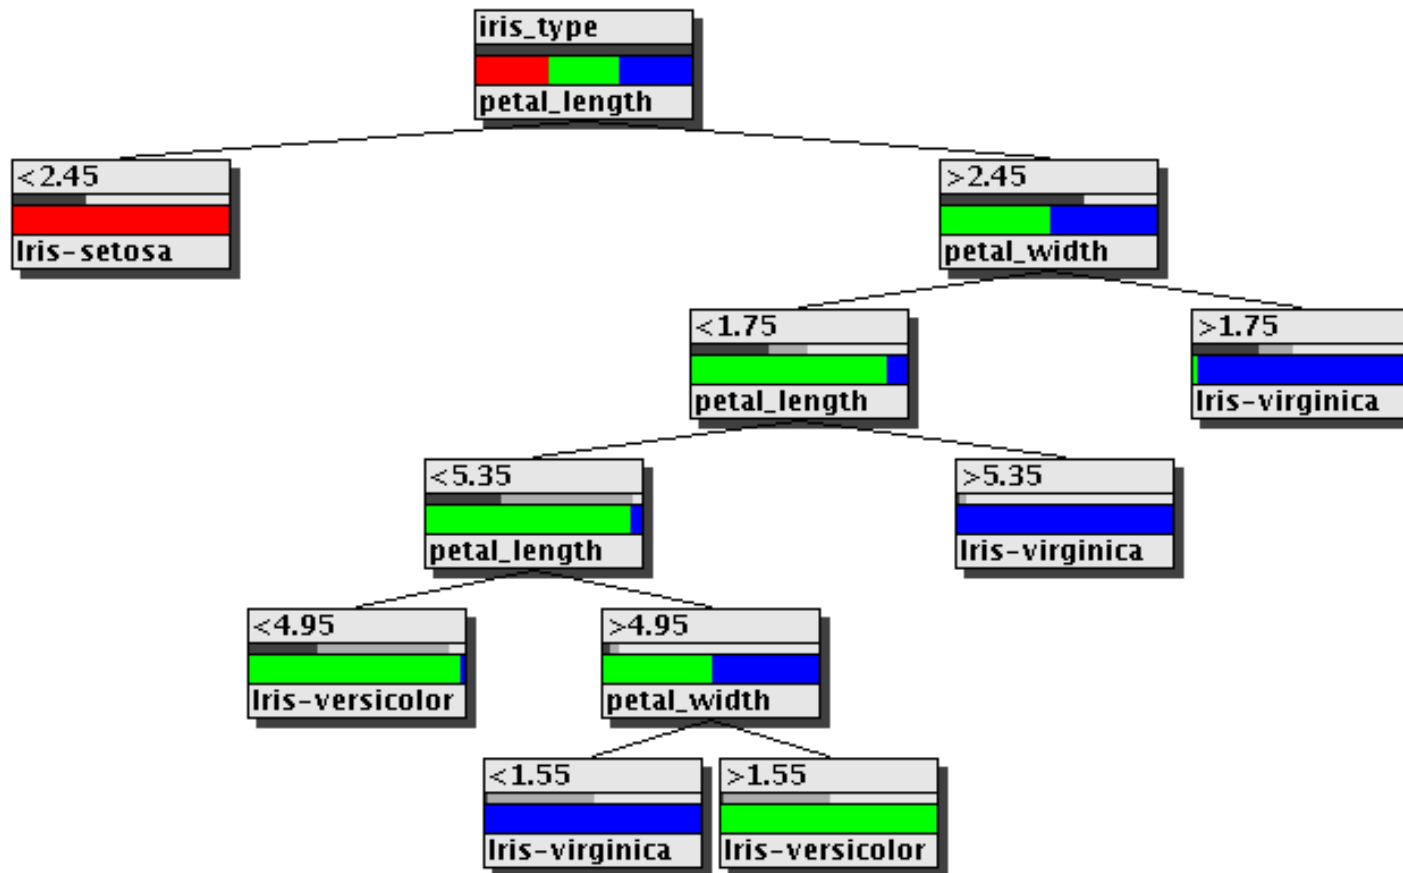 iris_type
petal_length
<2.45
Iris-setosa
>2.45
petal_width
<1.75
petal_length
>1.75
Iris-virginica
<5.35
petal_length
>5.35
Iris-virginica
<4.95
Iris-versicolor
>4.95
petal_width
<1.55
Iris-virginica
>1.55
Iris-versicolor